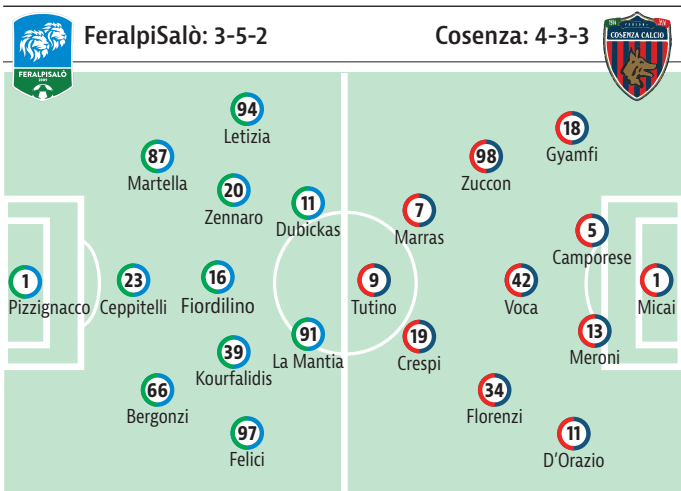 FeralpiSalò: 3-5-2
Cosenza: 4-3-3
FERALPISALÒ
2009
COSENZA CALCIO
94
Letizia
87
Martella
20
Zennaro
11
Dubickas
1
Pizzignacco
23
Ceppitelli
16
Fiordilino
91
La Mantia
39
Kourfalidis
66
Bergonzi
97
Felici
18
Gyamfi
98
Zuccon
7
Marras
5
Camporese
9
Tutino
42
Voca
1
Micai
19
Crespi
13
Meroni
34
Florenzi
11
D'Orazio